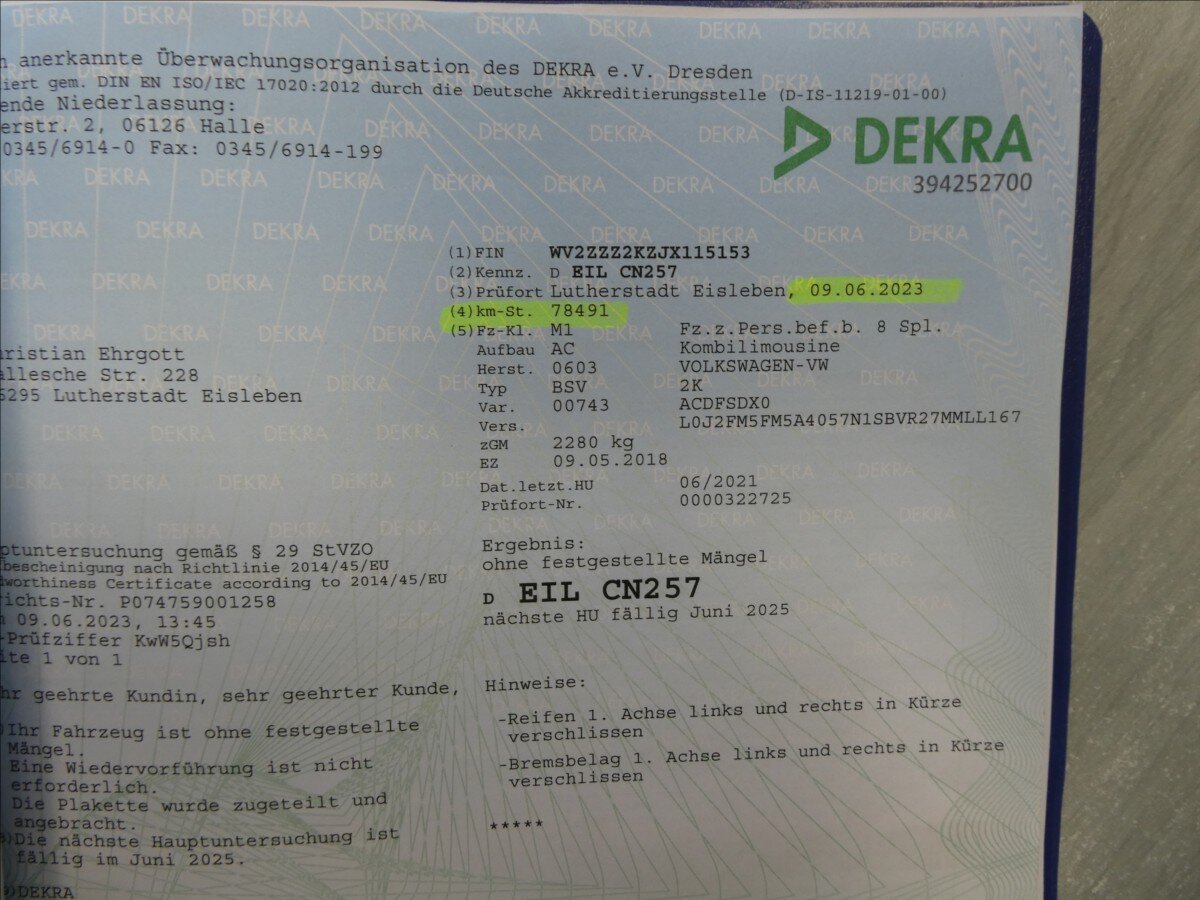 anerkannte Überwachungsorganisation des DEKRA e.V. Dresden
iert gem. DIN EN ISO/IEC 17020:2012 durch die Deutsche Akkreditierungsstelle (D-IS-11219-01-00)
ende Niederlassung:
erstr. 2, 06126 Halle
0345/6914-0 Fax: 0345/6914-199
DEKRA
394252700
(1) FIN WV2ZZZ2KZJX115153
(2) Kennz. D EIL CN257
(3) Prüfort Lutherstadt Eisleben, 09.06.2023
(4) km-St. 78491
(5) Fz-Kl. M1 Fz.z.Pers.bef.b. 8 Spl.
Aufbau AC Kombilimousine
Herst. 0603 VOLKSWAGEN-VW
Typ BSV 2K
Var. 00743 ACDFSDX0
Vers. L0J2FM5FM5A4057N1SBVR27MMLL167
zGM 2280 kg
EZ 09.05.2018
Dat.letzt.HU 06/2021
Prüfort-Nr. 0000322725
ristian Ehrgott
allesche Str. 228
6295 Lutherstadt Eisleben
ptuntersuchung gemäß § 29 StVZO
bescheinigung nach Richtlinie 2014/45/EU
dworthiness Certificate according to 2014/45/EU
richts-Nr. P074759001258
09.06.2023, 13:45
-Prüfziffer KwW5Qjsh
ite 1 von 1
Ergebnis:
ohne festgestellte Mängel
D EIL CN257
nächste HU fällig Juni 2025
hr geehrte Kundin, sehr geehrter Kunde,
Ihr Fahrzeug ist ohne festgestellte
Mängel.
Eine Wiedervorführung ist nicht
erforderlich.
Die Plakette wurde zugeteilt und
angebracht.
Die nächste Hauptuntersuchung ist
fällig im Juni 2025.
DEKRA
Hinweise:
-Reifen 1. Achse links und rechts in Kürze
verschlissen
-Bremsbelag 1. Achse links und rechts in Kürze
verschlissen
*****